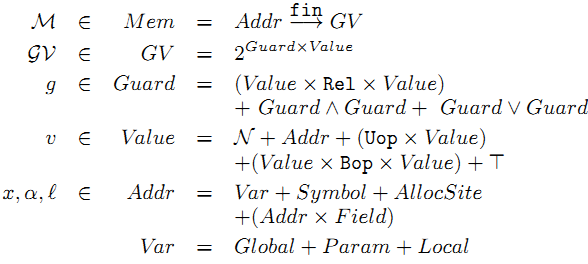 ℳ ∈ Mem = Addr —fin→ GV
𝒢𝒱 ∈ GV = 2^{Guard×Value}
g ∈ Guard = (Value × Rel × Value)
+ Guard ∧ Guard + Guard ∨ Guard
v ∈ Value = 𝒩 + Addr + (Uop × Value)
+(Value × Bop × Value) + ⊤
x, α, ℓ ∈ Addr = Var + Symbol + AllocSite
+(Addr × Field)
Var = Global + Param + Local